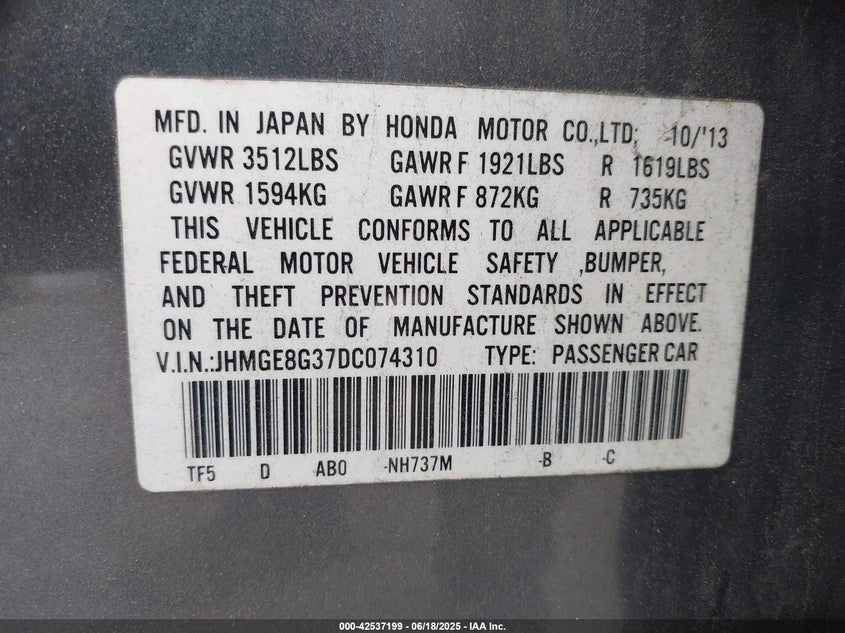 MFD. IN JAPAN BY HONDA MOTOR CO.,LTD; 10/'13
GVWR 3512LBS GAWR F 1921LBS R 1619LBS
GVWR 1594KG GAWR F 872KG R 735KG
THIS VEHICLE CONFORMS TO ALL APPLICABLE
FEDERAL MOTOR VEHICLE SAFETY ,BUMPER,
AND THEFT PREVENTION STANDARDS IN EFFECT
ON THE DATE OF MANUFACTURE SHOWN ABOVE.
V.I.N.:JHMGE8G37DC074310 TYPE: PASSENGER CAR
TF5 D AB0 -NH737M -B -C
000-42537199 - 06/18/2025 - IAA Inc.